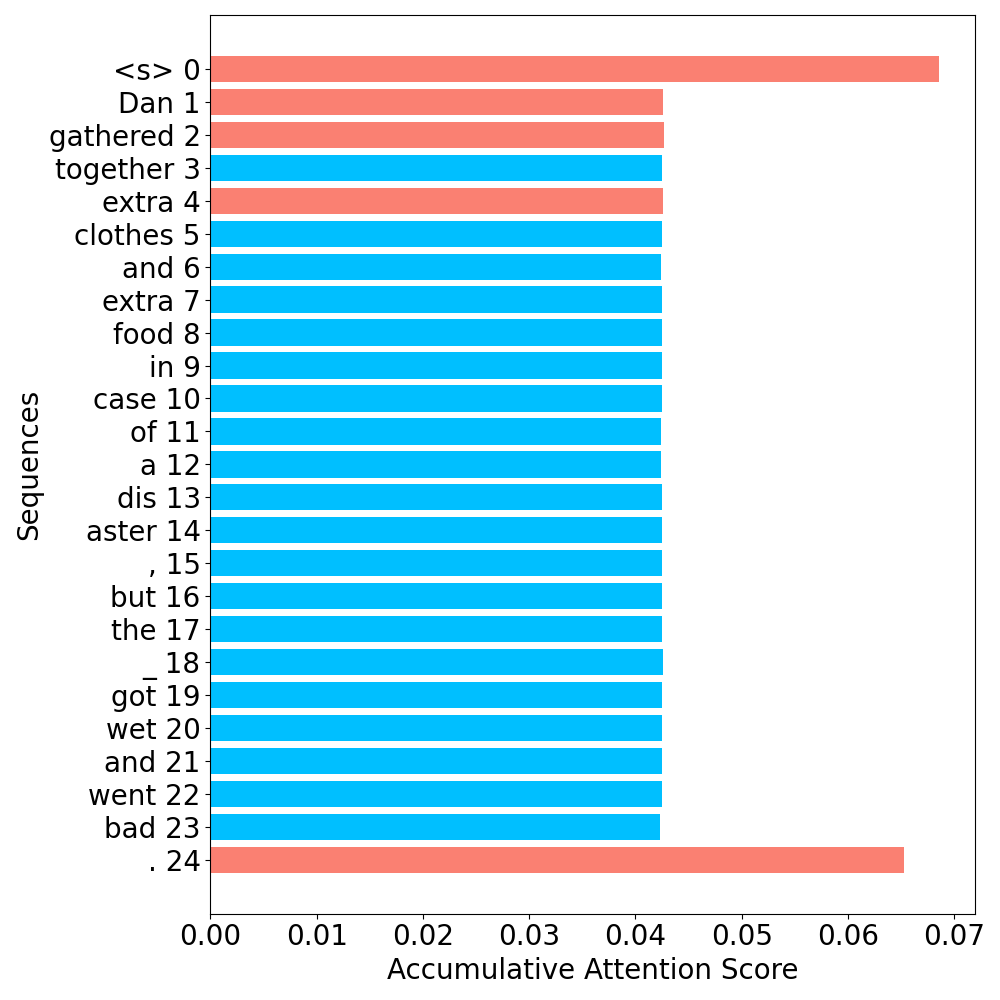 <s> 0
Dan 1
gathered 2
together 3
extra 4
clothes 5
and 6
extra 7
food 8
in 9
case 10
of 11
a 12
dis 13
aster 14
, 15
but 16
the 17
_ 18
got 19
wet 20
and 21
went 22
bad 23
. 24
Sequences
0.00 0.01 0.02 0.03 0.04 0.05 0.06 0.07
Accumulative Attention Score